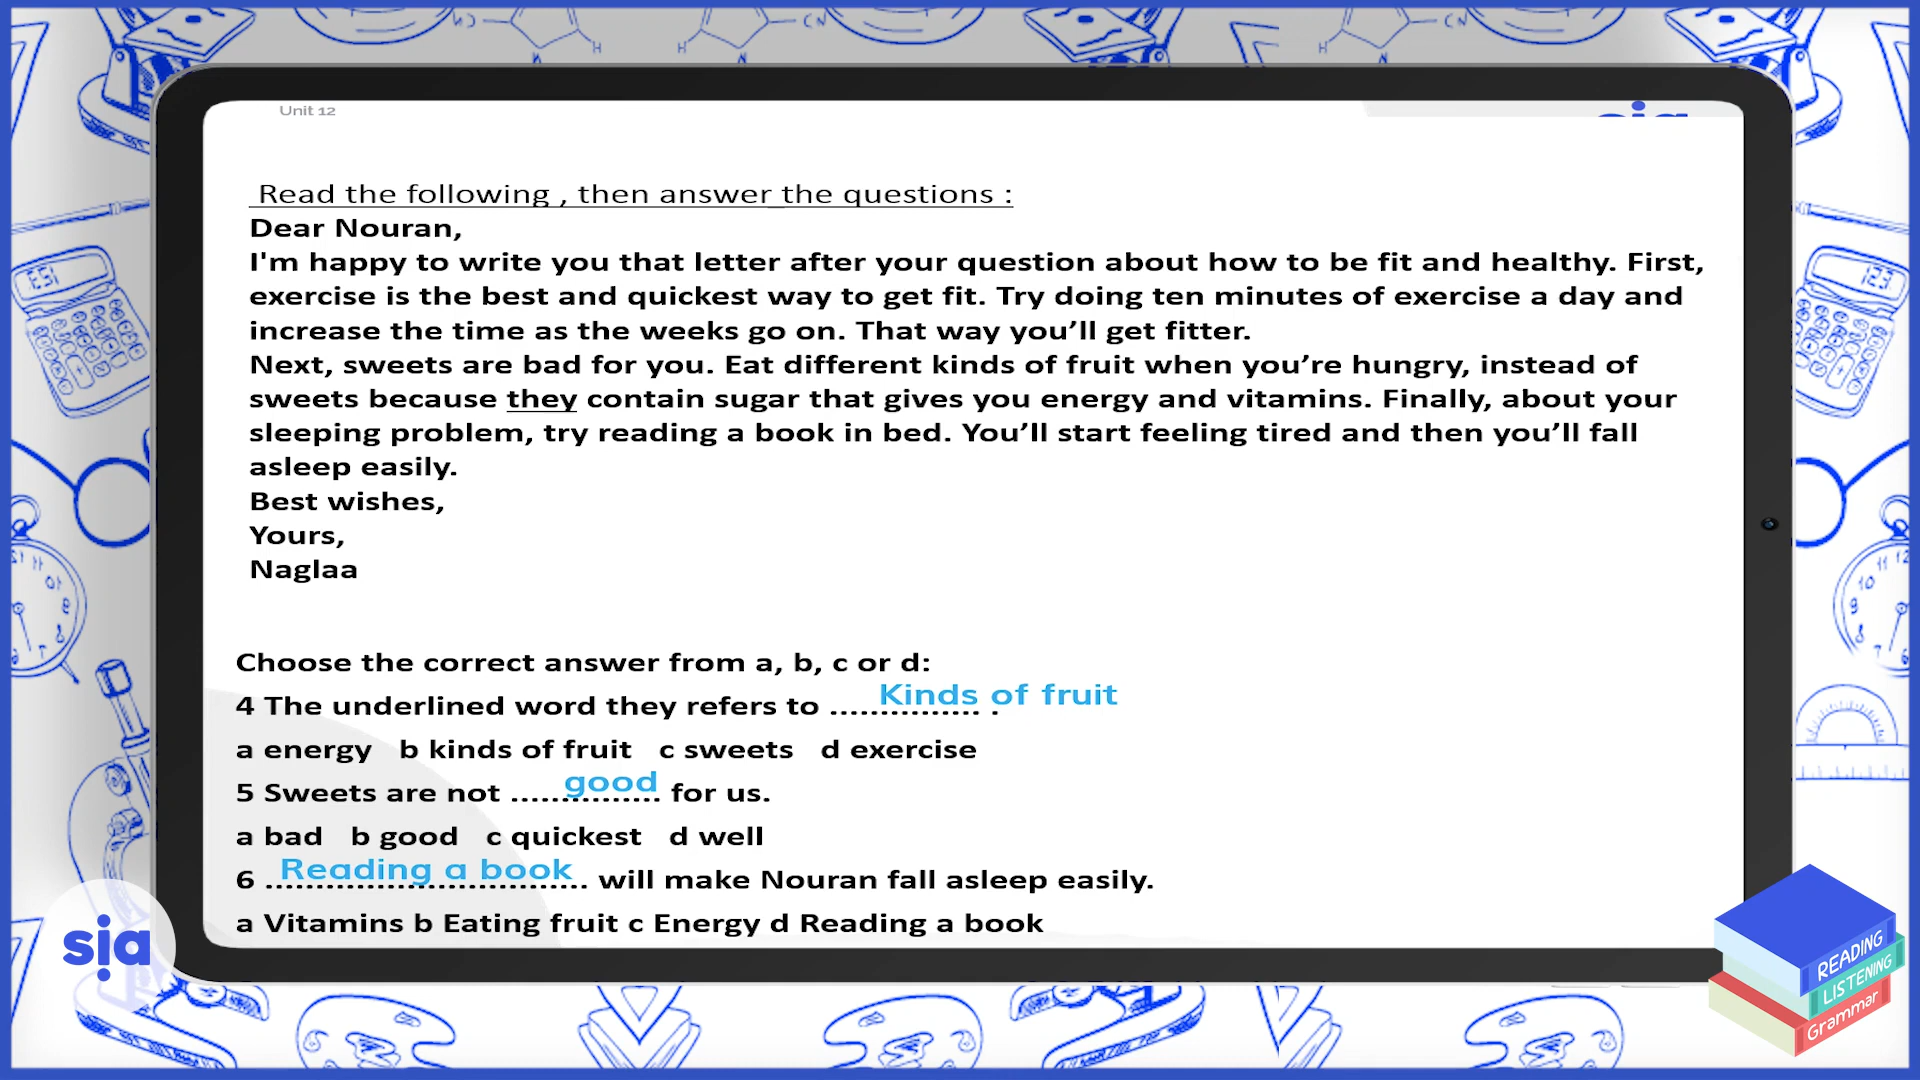 Unit 12
Read the following , then answer the questions :
Dear Nouran,
I'm happy to write you that letter after your question about how to be fit and healthy. First,
exercise is the best and quickest way to get fit. Try doing ten minutes of exercise a day and
increase the time as the weeks go on. That way you’ll get fitter.
Next, sweets are bad for you. Eat different kinds of fruit when you’re hungry, instead of
sweets because they contain sugar that gives you energy and vitamins. Finally, about your
sleeping problem, try reading a book in bed. You’ll start feeling tired and then you’ll fall
asleep easily.
Best wishes,
Yours,
Naglaa
Choose the correct answer from a, b, c or d:
4 The underlined word they refers to ............... .
Kinds of fruit
a energy b kinds of fruit c sweets d exercise
5 Sweets are not ............... for us.
good
a bad b good c quickest d well
6 ................................ will make Nouran fall asleep easily.
Reading a book
a Vitamins b Eating fruit c Energy d Reading a book
sia
READING
LISTENING
Grammar